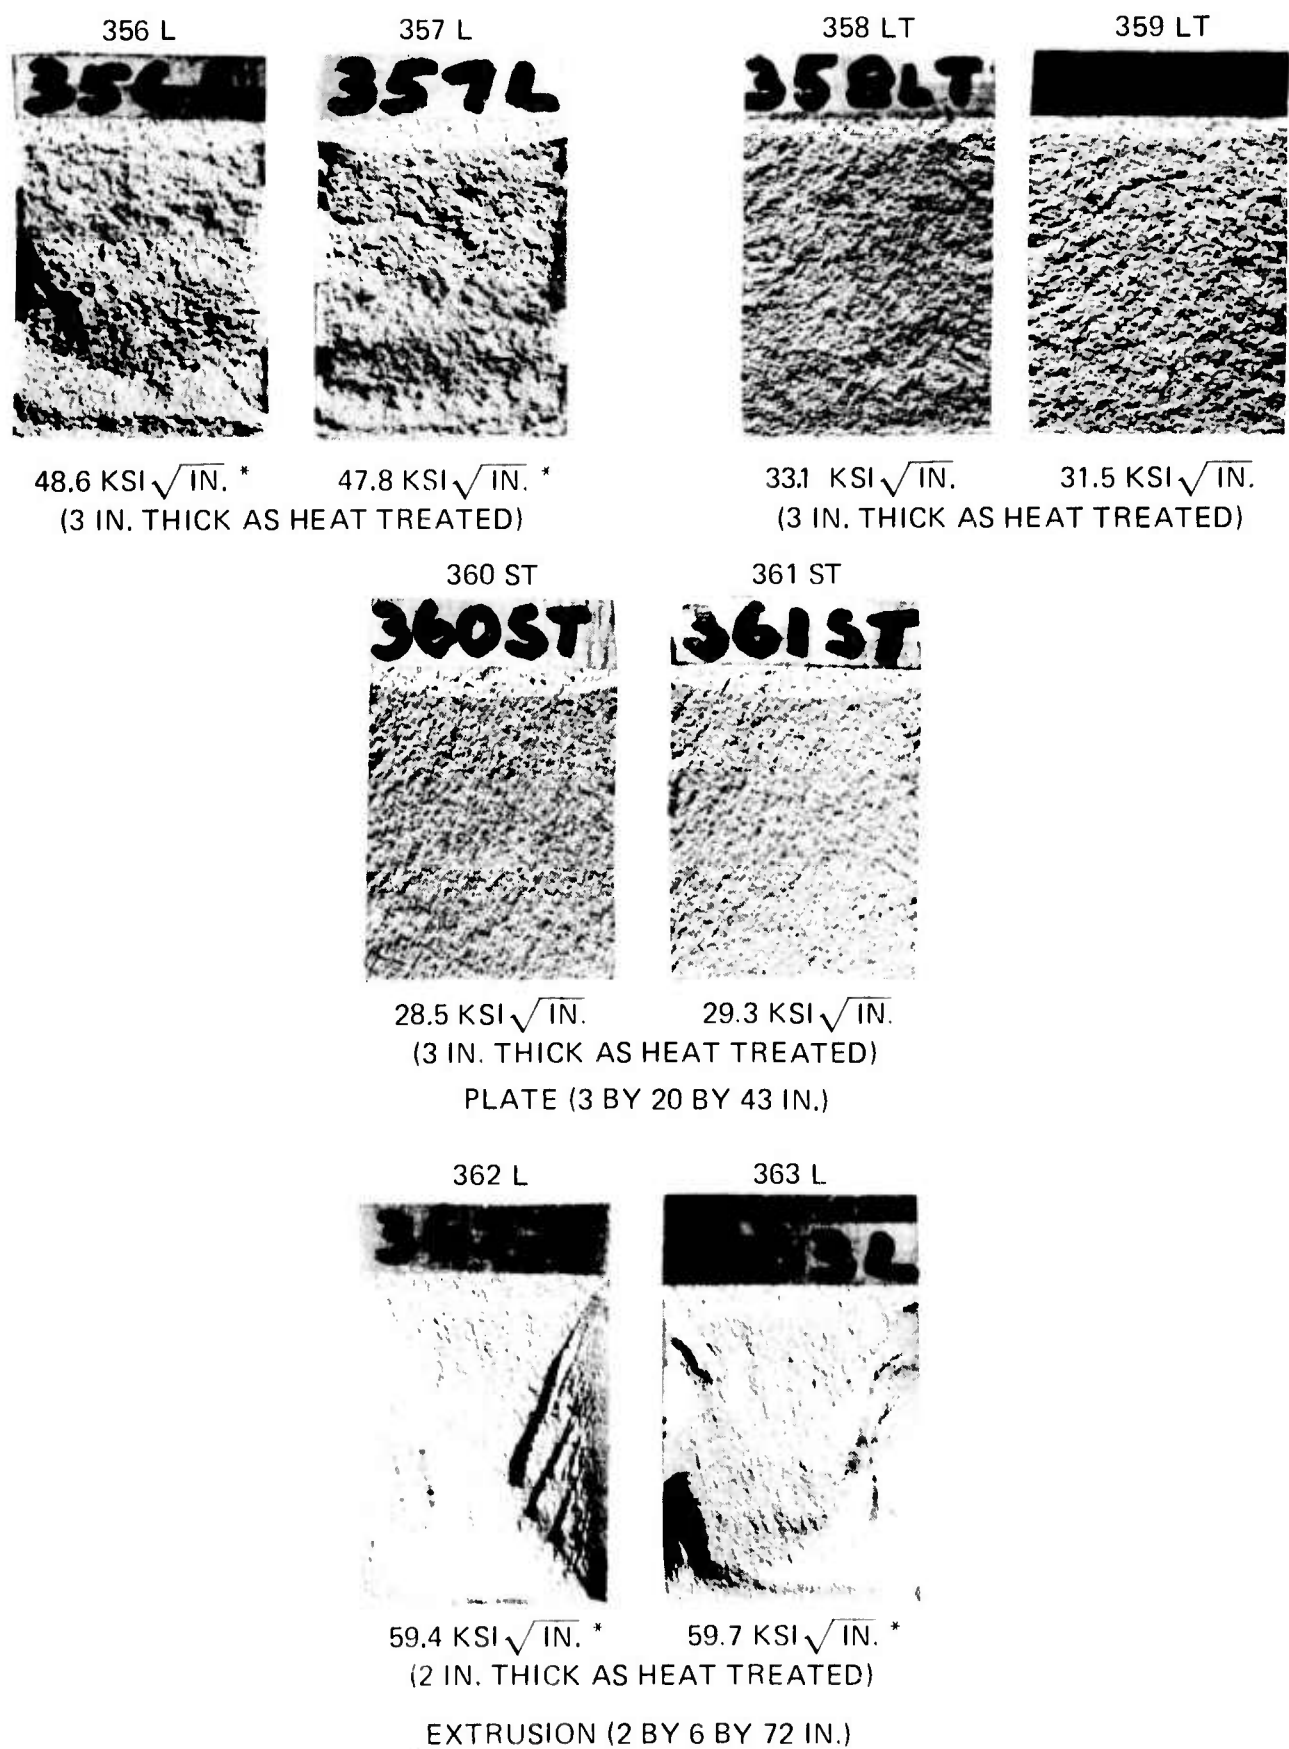 356 L 357 L 358 LT 359 LT
357L 358LT
48.6 KSI√IN. * 47.8 KSI√IN. * 33.1 KSI√IN. 31.5 KSI√IN.
(3 IN. THICK AS HEAT TREATED) (3 IN. THICK AS HEAT TREATED)
360 ST 361 ST
360ST 361ST
28.5 KSI√IN. 29.3 KSI√IN.
(3 IN. THICK AS HEAT TREATED)
PLATE (3 BY 20 BY 43 IN.)
362 L 363 L
3 3L
59.4 KSI√IN. * 59.7 KSI√IN. *
(2 IN. THICK AS HEAT TREATED)
EXTRUSION (2 BY 6 BY 72 IN.)